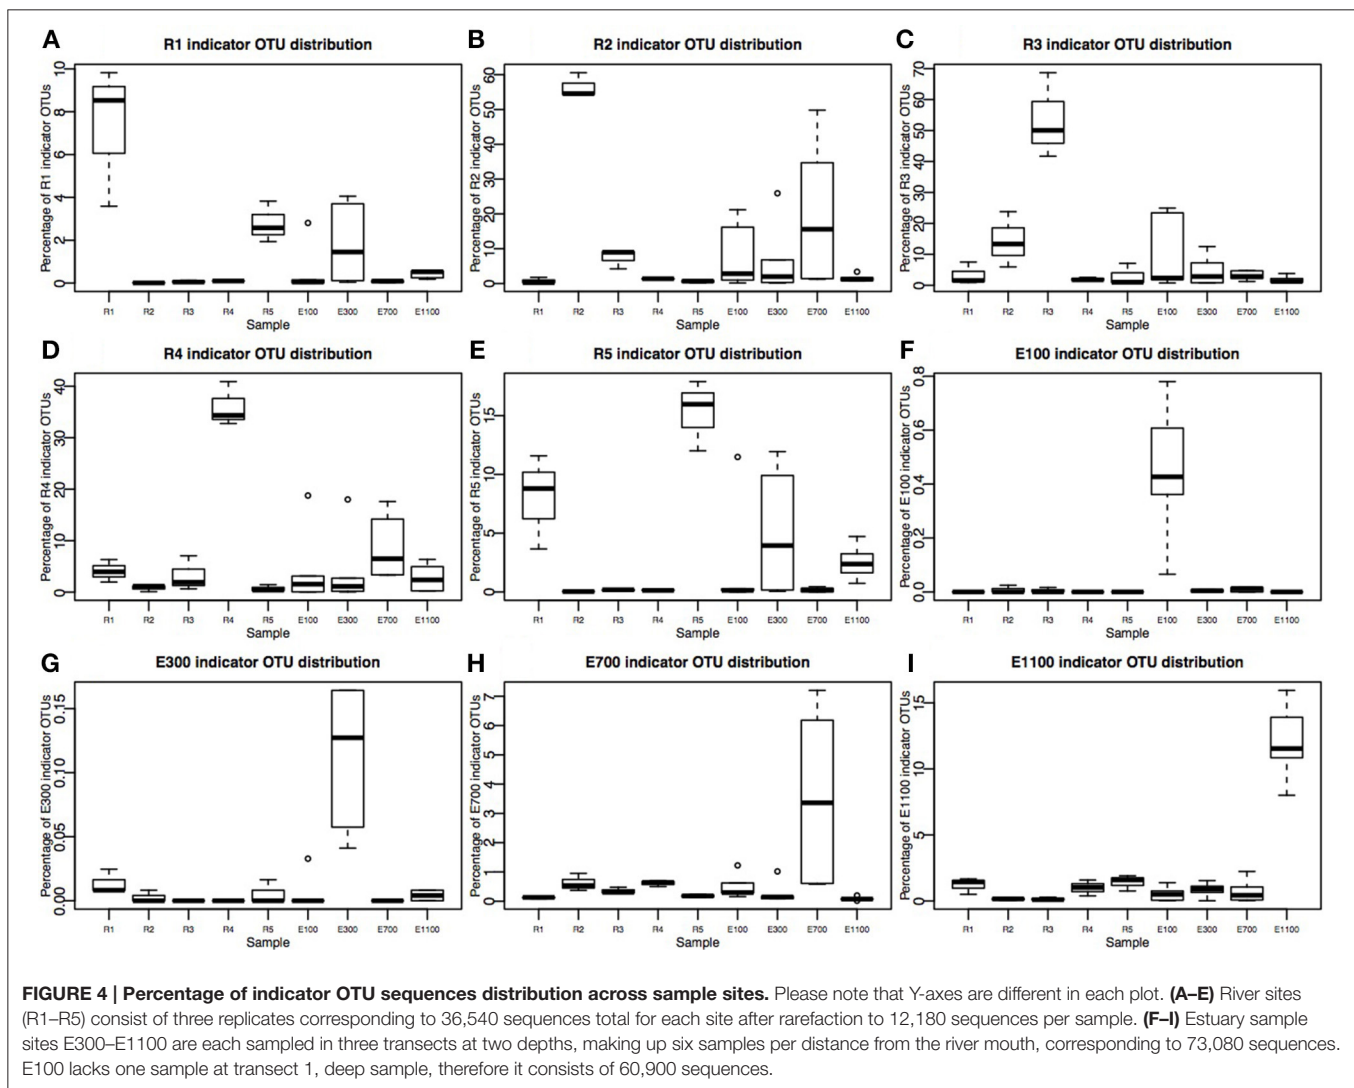 A
R1 indicator OTU distribution
Percentage of R1 indicator OTUs
0 2 4 6 8 10
R1 R2 R3 R4 R5 E100 E300 E700 E1100
Sample
B
R2 indicator OTU distribution
Percentage of R2 indicator OTUs
0 10 20 30 40 50 60
R1 R2 R3 R4 R5 E100 E300 E700 E1100
Sample
C
R3 indicator OTU distribution
Percentage of R3 indicator OTUs
0 10 20 30 40 50 60 70
R1 R2 R3 R4 R5 E100 E300 E700 E1100
Sample
D
R4 indicator OTU distribution
Percentage of R4 indicator OTUs
0 10 20 30 40
R1 R2 R3 R4 R5 E100 E300 E700 E1100
Sample
E
R5 indicator OTU distribution
Percentage of R5 indicator OTUs
0 5 10 15
R1 R2 R3 R4 R5 E100 E300 E700 E1100
Sample
F
E100 indicator OTU distribution
Percentage of E100 indicator OTUs
0.0 0.2 0.4 0.6 0.8
R1 R2 R3 R4 R5 E100 E300 E700 E1100
Sample
G
E300 indicator OTU distribution
Percentage of E300 indicator OTUs
0.00 0.05 0.10 0.15
R1 R2 R3 R4 R5 E100 E300 E700 E1100
Sample
H
E700 indicator OTU distribution
Percentage of E700 indicator OTUs
0 1 2 3 4 5 6 7
R1 R2 R3 R4 R5 E100 E300 E700 E1100
Sample
I
E1100 indicator OTU distribution
Percentage of E1100 indicator OTUs
0 5 10 15
R1 R2 R3 R4 R5 E100 E300 E700 E1100
Sample
FIGURE 4 | Percentage of indicator OTU sequences distribution across sample sites. Please note that Y-axes are different in each plot. (A–E) River sites
(R1–R5) consist of three replicates corresponding to 36,540 sequences total for each site after rarefaction to 12,180 sequences per sample. (F–I) Estuary sample
sites E300–E1100 are each sampled in three transects at two depths, making up six samples per distance from the river mouth, corresponding to 73,080 sequences.
E100 lacks one sample at transect 1, deep sample, therefore it consists of 60,900 sequences.